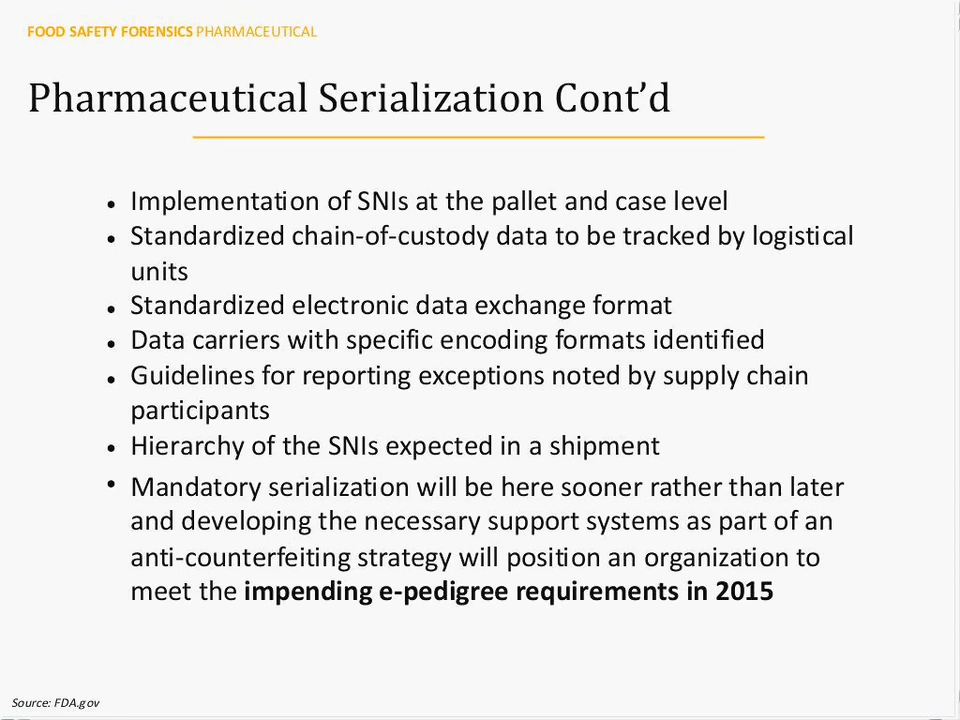 FOOD SAFETY FORENSICS PHARMACEUTICAL
Pharmaceutical Serialization Cont’d
• Implementation of SNIs at the pallet and case level
• Standardized chain-of-custody data to be tracked by logistical
units
• Standardized electronic data exchange format
• Data carriers with specific encoding formats identified
• Guidelines for reporting exceptions noted by supply chain
participants
• Hierarchy of the SNIs expected in a shipment
• Mandatory serialization will be here sooner rather than later
and developing the necessary support systems as part of an
anti-counterfeiting strategy will position an organization to
meet the impending e-pedigree requirements in 2015
Source: FDA.gov